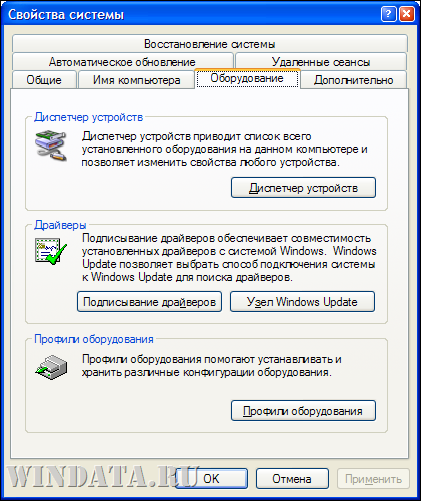 Свойства системы
Восстановление системы
Автоматическое обновление
Удаленные сеансы
Общие
Имя компьютера
Оборудование
Дополнительно
Диспетчер устройств
Диспетчер устройств приводит список всего
установленного оборудования на данном компьютере и
позволяет изменить свойства любого устройства.
Диспетчер устройств
Драйверы
Подписывание драйверов обеспечивает совместимость
установленных драйверов с системой Windows. Windows
Update позволяет выбрать способ подключения системы
к Windows Update для поиска драйверов.
Подписывание драйверов
Узел Windows Update
Профили оборудования
Профили оборудования помогают устанавливать и
хранить различные конфигурации оборудования.
Профили оборудования
WINDATA.RU
OK
Отмена
Применить